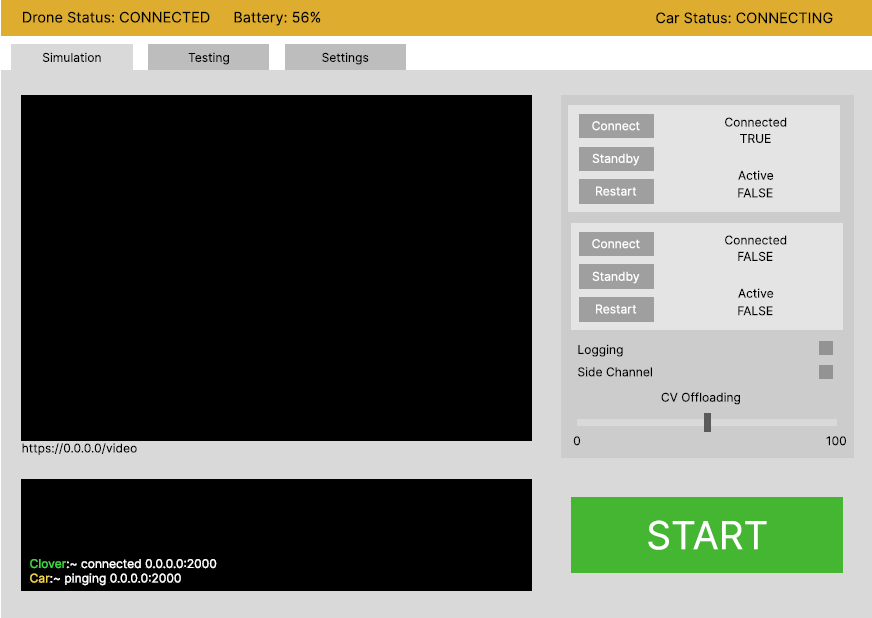 Drone Status: CONNECTED Battery: 56% Car Status: CONNECTING
Simulation Testing Settings
Connect
Standby
Restart
Connected
TRUE
Active
FALSE
Connect
Standby
Restart
Connected
FALSE
Active
FALSE
Logging
Side Channel
CV Offloading
0 100
https://0.0.0.0/video
Clover:~ connected 0.0.0.0:2000
Car:~ pinging 0.0.0.0:2000
START